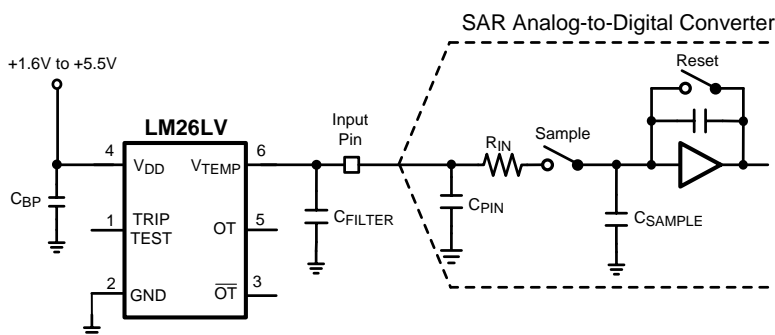 SAR Analog-to-Digital Converter
+1.6V to +5.5V
Reset
LM26LV
Input
Pin
RIN
Sample
4
VDD
VTEMP
6
CBP
CFILTER
CPIN
CSAMPLE
1
TRIP
TEST
OT
5
2
GND
OT
3